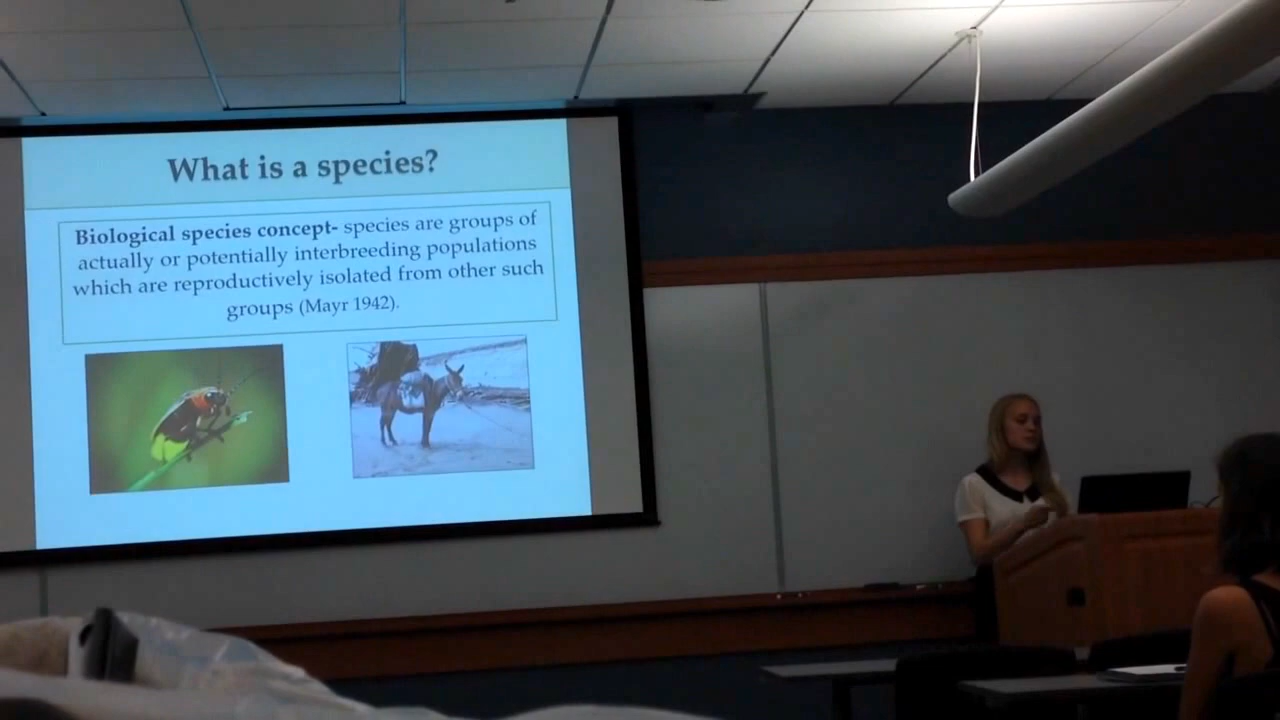 What is a species?
Biological species concept- species are groups of
actually or potentially interbreeding populations
which are reproductively isolated from other such
groups (Mayr 1942).